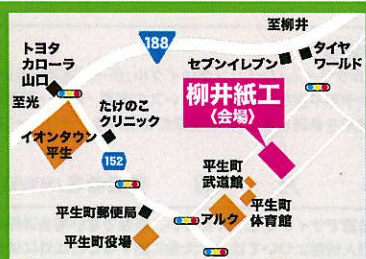 至柳井
188
トヨタ
カローラ
山口
セブンイレブン
タイヤ
ワールド
至光
たけのこ
クリニック
柳井紙工
〈会場〉
イオンタウン
平生
152
平生町
武道館
平生町
体育館
平生町郵便局
アルク
平生町役場